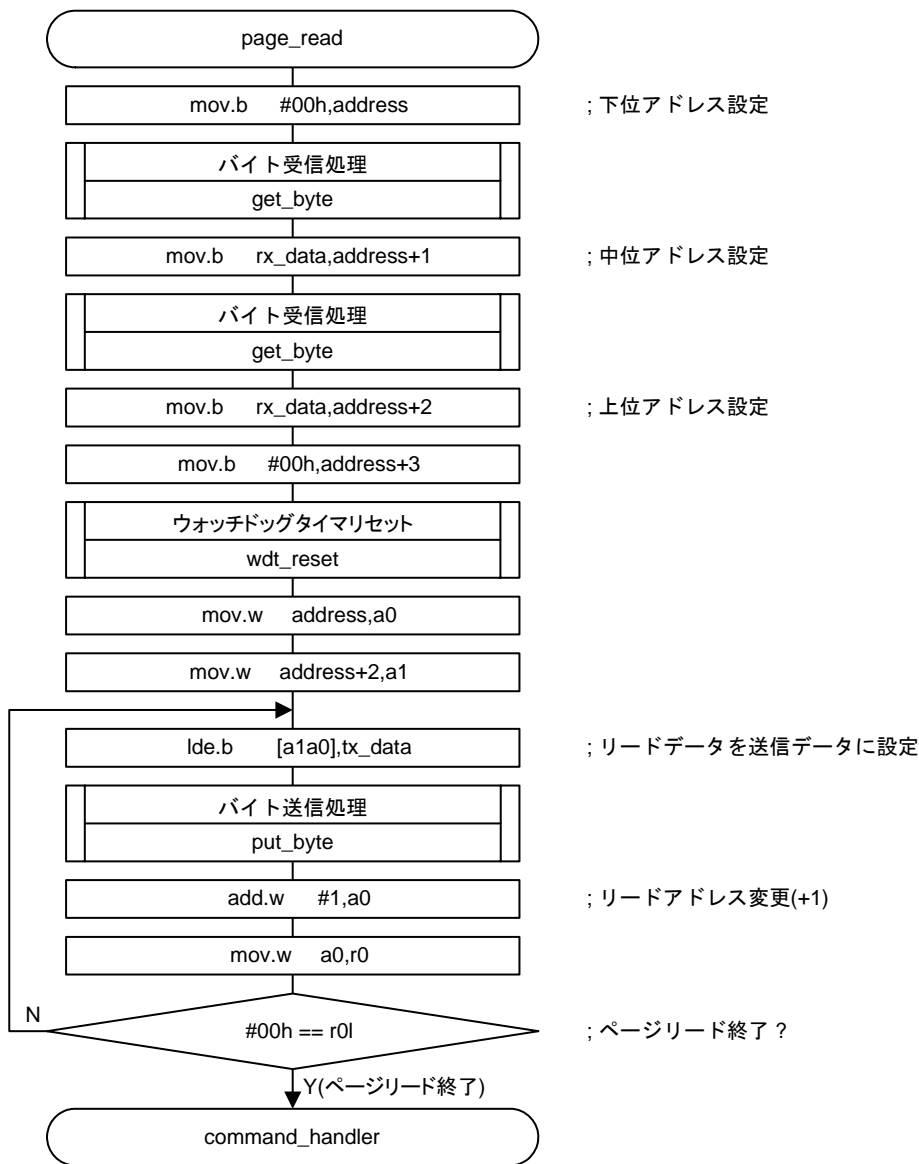 page_read
mov.b #00h,address ; 下位アドレス設定
バイト受信処理
get_byte
mov.b rx_data,address+1 ; 中位アドレス設定
バイト受信処理
get_byte
mov.b rx_data,address+2 ; 上位アドレス設定
mov.b #00h,address+3
ウォッチドッグタイマリセット
wdt_reset
mov.w address,a0
mov.w address+2,a1
lde.b [a1a0],tx_data ; リードデータを送信データに設定
バイト送信処理
put_byte
add.w #1,a0 ; リードアドレス変更(+1)
mov.w a0,r0
N
#00h == r0l ; ページリード終了 ?
Y(ページリード終了)
command_handler